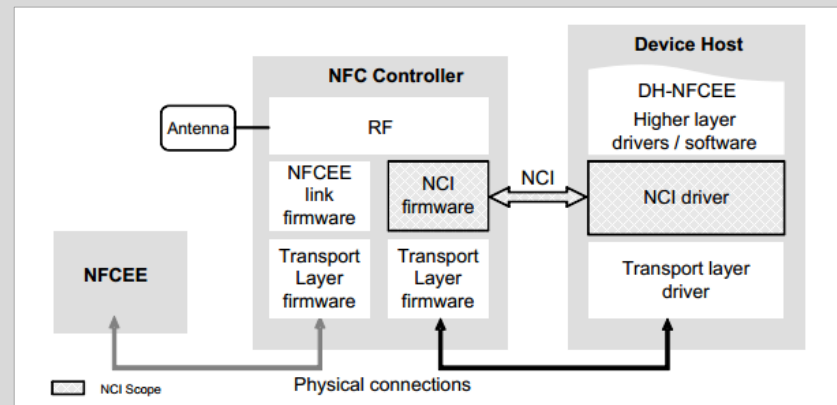 Device Host
NFC Controller
DH-NFCEE
Higher layer
drivers / software
Antenna
RF
NFCEE
link
firmware
NCI
firmware
NCI
NCI driver
NFCEE
Transport
Layer
firmware
Transport
Layer
firmware
Transport layer
driver
NCI Scope
Physical connections